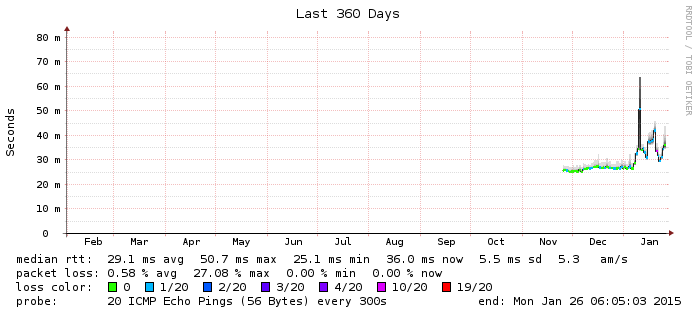 Last 360 Days
RRDTOOL / TOBI OETIKER
Seconds
80 m
70 m
60 m
50 m
40 m
30 m
20 m
10 m
0
Feb Mar Apr May Jun Jul Aug Sep Oct Nov Dec Jan
median rtt: 29.1 ms avg 50.7 ms max 25.1 ms min 36.0 ms now 5.5 ms sd 5.3 am/s
packet loss: 0.58 % avg 27.08 % max 0.00 % min 0.00 % now
loss color: 0 1/20 2/20 3/20 4/20 10/20 19/20
probe: 20 ICMP Echo Pings (56 Bytes) every 300s end: Mon Jan 26 06:05:03 2015